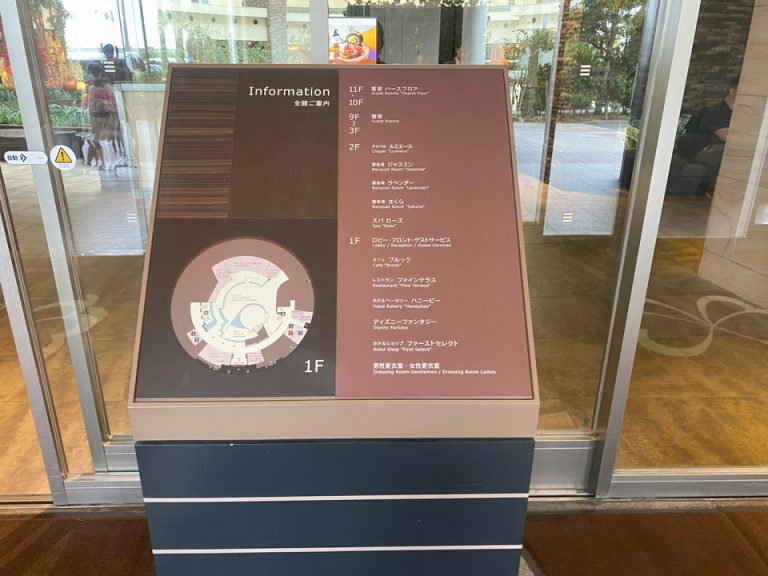 Information
全館ご案内
11F
・
10F
客室 ハースフロア
Guest Rooms "Hearth Floor"
9F
〜
3F
客室
Guest Rooms
2F
チャペル ルミエール
Chapel "Lumiere"
宴会場 ジャスミン
Banquet Room "Jasmine"
宴会場 ラベンダー
Banquet Room "Lavender"
宴会場 さくら
Banquet Room "Sakura"
スパ ローズ
Spa "Rose"
1F
ロビー・フロント・ゲストサービス
Lobby / Reception / Guest Services
カフェ ブルック
Cafe "Brook"
レストラン ファインテラス
Restaurant "Fine Terrace"
ホテルベーカリー ハニービー
Hotel Bakery "Honeybee"
ディズニーファンタジー
Disney Fantasy
ホテルショップ ファーストセレクト
Hotel Shop "First Select"
男性更衣室・女性更衣室
Dressing Room Gentlemen / Dressing Room Ladies
1F
自動